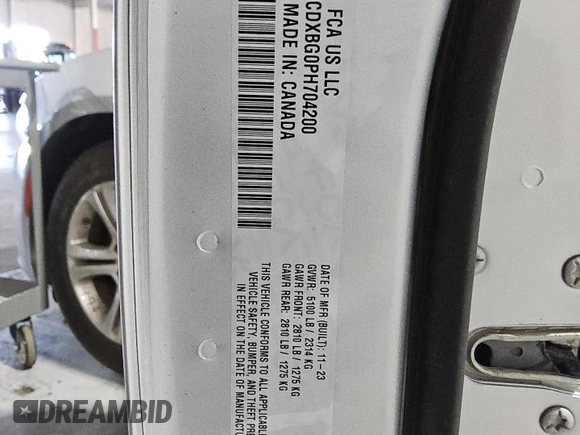 FCA US LLC
CDXBG0PH704200
MADE IN: CANADA
DATE OF MFR (BUILT): 11-23
GVWR: 5100 LB / 2314 KG
GAWR FRONT: 2810 LB / 1275 KG
GAWR REAR: 2810 LB / 1275 KG
THIS VEHICLE CONFORMS TO ALL APPLICABLE
VEHICLE SAFETY, BUMPER, AND THEFT PR
IN EFFECT ON THE DATE OF MANUFACTU
DREAMBID